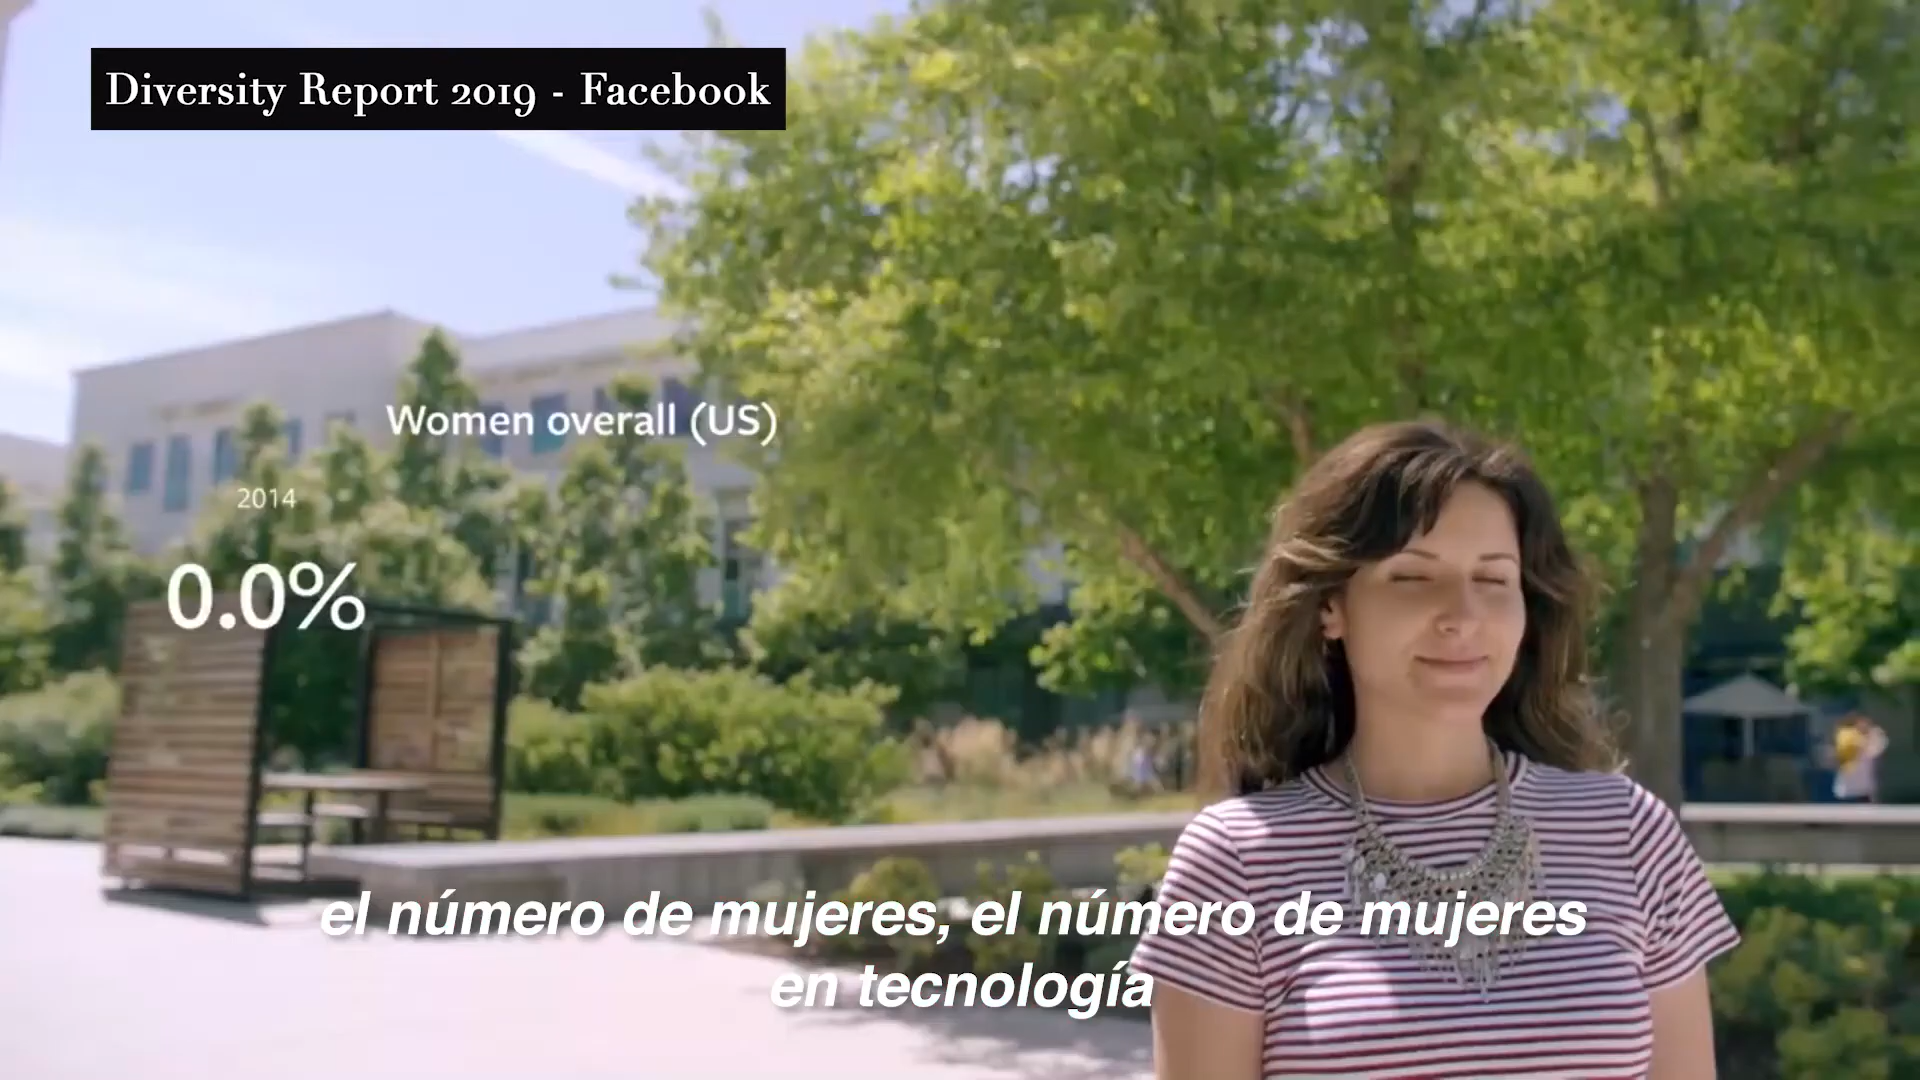 Diversity Report 2019 - Facebook
Women overall (US)
2014
0.0%
el número de mujeres, el número de mujeres
en tecnología